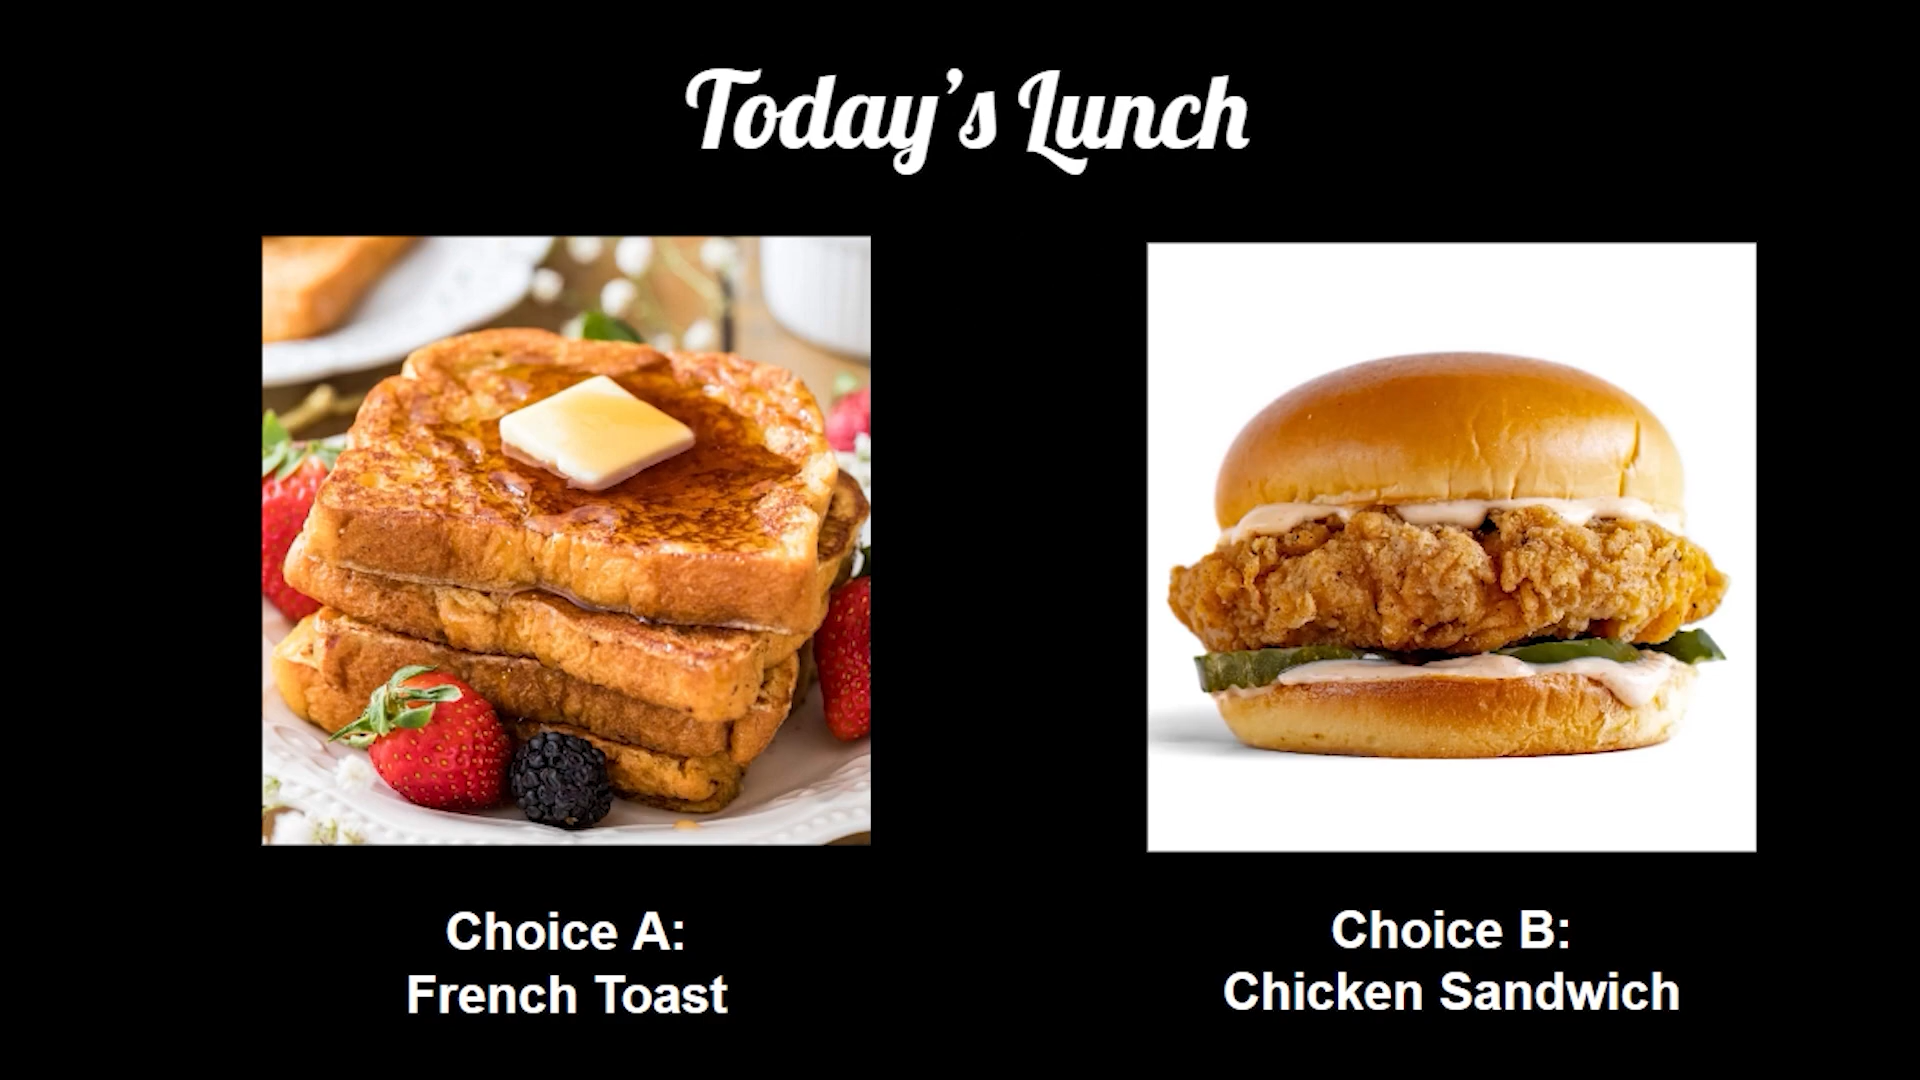 Today's Lunch
Choice A:
French Toast
Choice B:
Chicken Sandwich